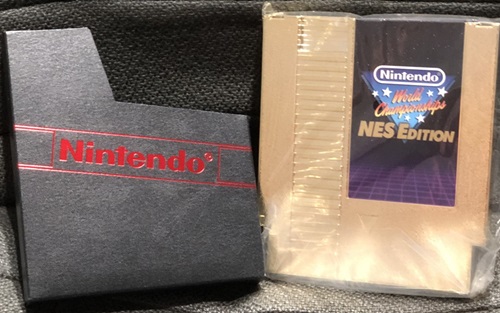 Nintendo
Nintendo
World
Championships
NES EDITION